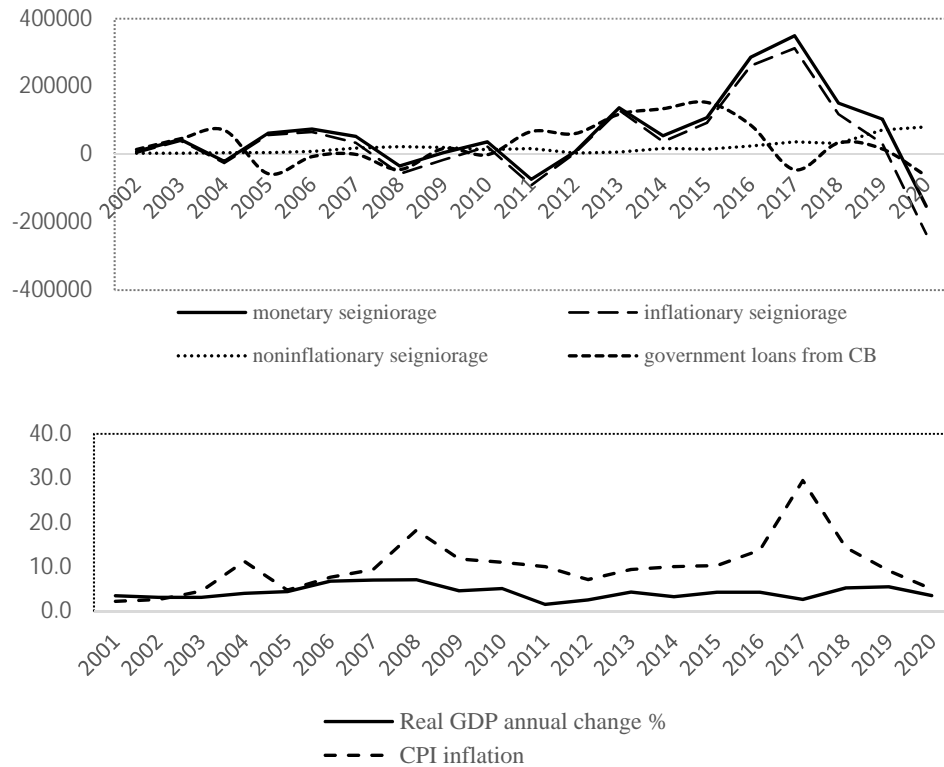 400000
200000
0
-200000
-400000
2002 2003 2004 2005 2006 2007 2008 2009 2010 2011 2012 2013 2014 2015 2016 2017 2018 2019 2020
monetary seigniorage inflationary seigniorage
noninflationary seigniorage government loans from CB
40.0
30.0
20.0
10.0
0.0
2001 2002 2003 2004 2005 2006 2007 2008 2009 2010 2011 2012 2013 2014 2015 2016 2017 2018 2019 2020
Real GDP annual change %
CPI inflation